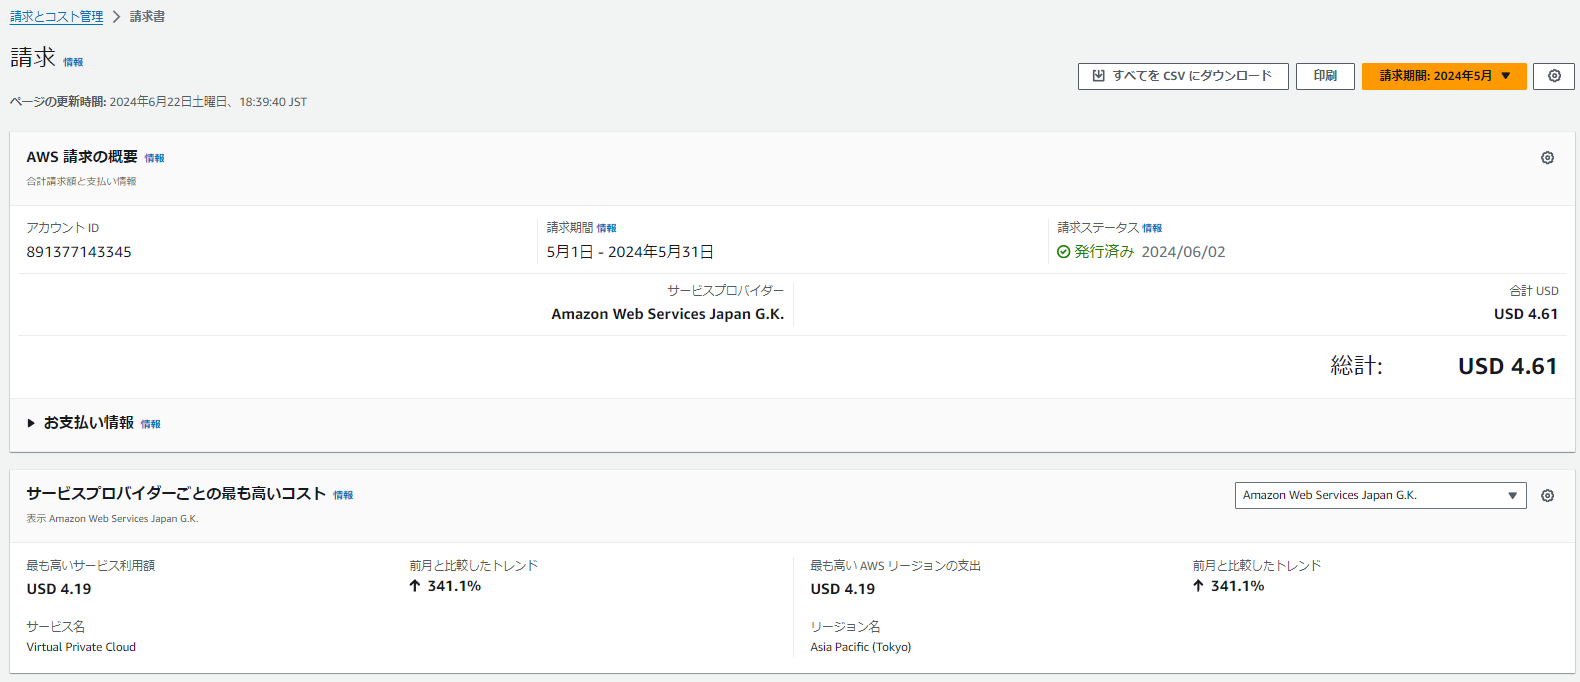 請求とコスト管理 > 請求書
請求 情報
すべてを CSV にダウンロード 印刷 請求期間: 2024年5月
ページの更新時間: 2024年6月22日土曜日、18:39:40 JST
AWS 請求の概要 情報
合計請求額と支払い情報
アカウント ID 請求期間 情報 請求ステータス 情報
891377143345 5月1日 - 2024年5月31日 発行済み 2024/06/02
サービスプロバイダー 合計 USD
Amazon Web Services Japan G.K. USD 4.61
総計: USD 4.61
お支払い情報 情報
サービスプロバイダーごとの最も高いコスト 情報
Amazon Web Services Japan G.K.
表示 Amazon Web Services Japan G.K.
最も高いサービス利用額 前月と比較したトレンド 最も高い AWS リージョンの支出 前月と比較したトレンド
USD 4.19 ↑ 341.1% USD 4.19 ↑ 341.1%
サービス名 リージョン名
Virtual Private Cloud Asia Pacific (Tokyo)